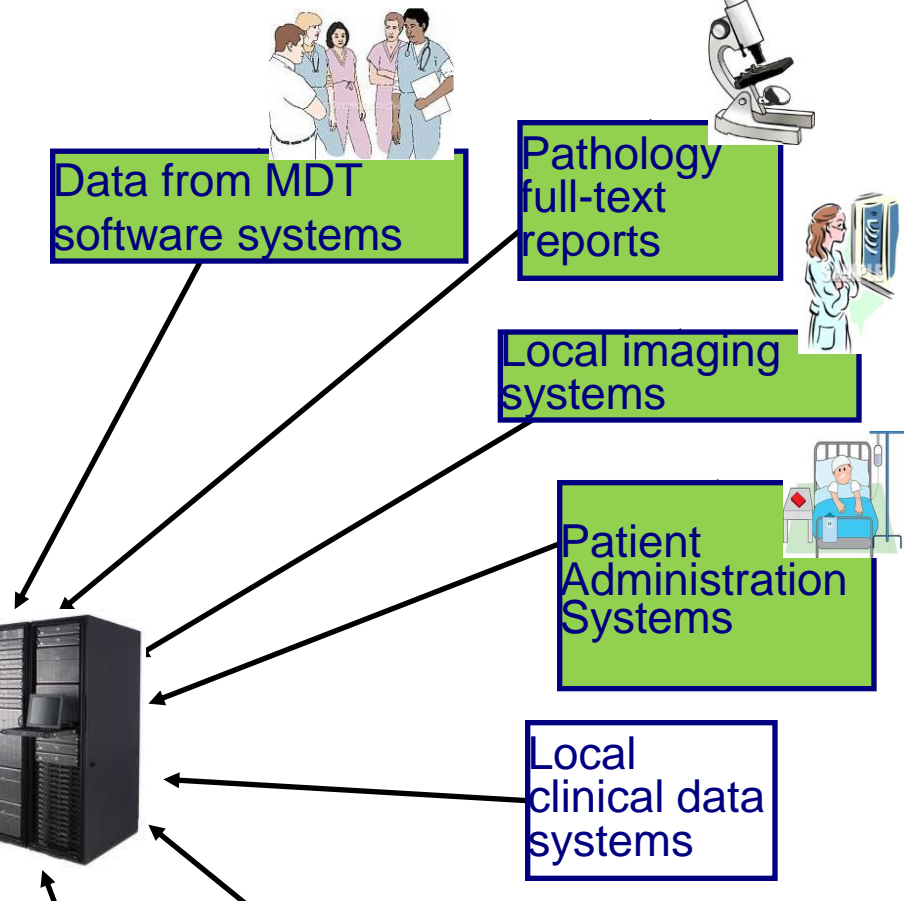 Data from MDT
software systems
Pathology
full-text
reports
Local imaging
systems
Patient
Administration
Systems
Local
clinical data
systems